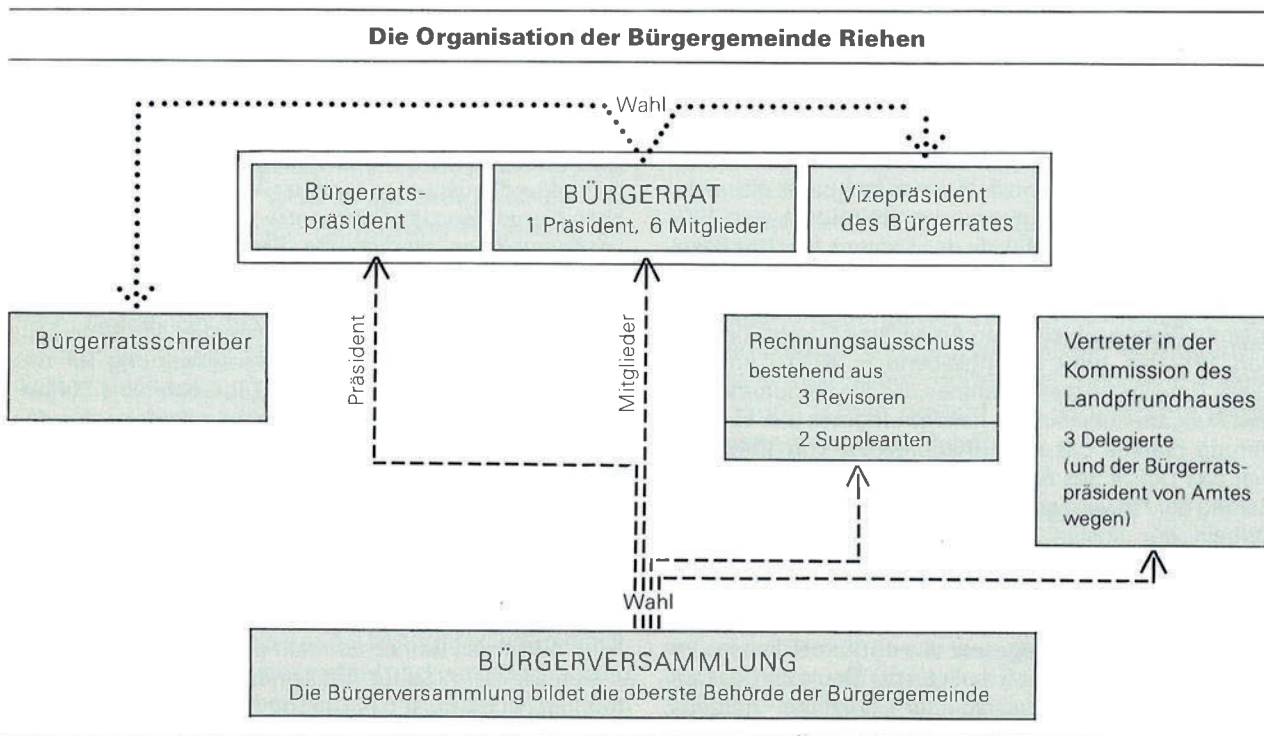 Die Organisation der Bürgergemeinde Riehen
Wahl
Bürgerrats-
präsident
BÜRGERRAT
1 Präsident, 6 Mitglieder
Vizepräsident
des Bürgerrates
Bürgerratsschreiber
Präsident
Mitglieder
Rechnungsausschuss
bestehend aus
3 Revisoren
2 Suppleanten
Vertreter in der
Kommission des
Landpfrundhauses
3 Delegierte
(und der Bürgerrats-
präsident von Amtes
wegen)
Wahl
BÜRGERVERSAMMLUNG
Die Bürgerversammlung bildet die oberste Behörde der Bürgergemeinde